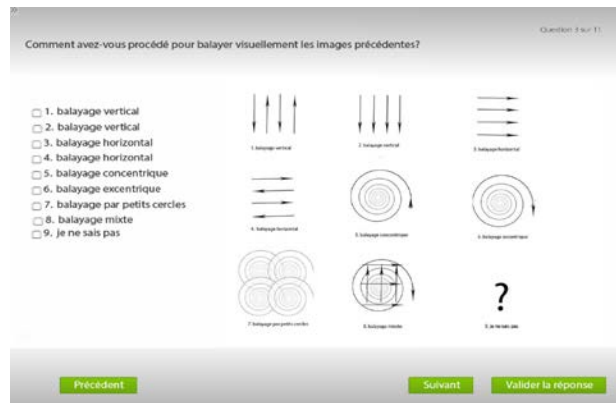 Question 3 sur 11
Comment avez-vous procédé pour balayer visuellement les images précédentes?
1. balayage vertical
2. balayage vertical
3. balayage horizontal
4. balayage horizontal
5. balayage concentrique
6. balayage excentrique
7. balayage par petits cercles
8. balayage mixte
9. je ne sais pas
1. balayage vertical
2. balayage vertical
3. balayage horizontal
4. balayage horizontal
5. balayage concentrique
6. balayage excentrique
7. balayage par petits cercles
8. balayage mixte
?
9. je ne sais pas
Précédent
Suivant
Valider la réponse